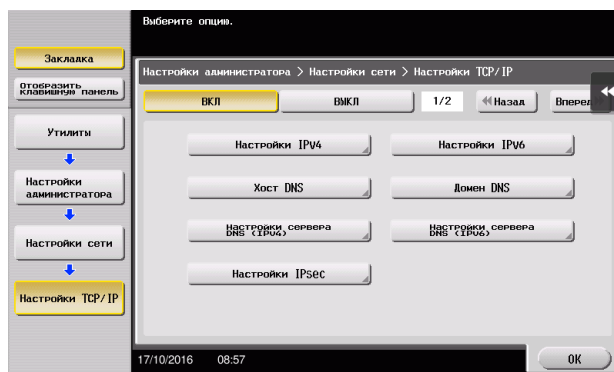 Выберите опцию.
Закладка
Отобразить
клавишную панель
Утилиты
Настройки
администратора
Настройки сети
Настройки TCP/IP
Настройки администратора > Настройки сети > Настройки TCP/IP
ВКЛ
ВЫКЛ
1/2
Назад
Вперед
Настройки IPv4
Настройки IPv6
Хост DNS
Домен DNS
Настройки сервера
DNS (IPv4)
Настройки сервера
DNS (IPv6)
Настройки IPsec
17/10/2016 08:57
OK